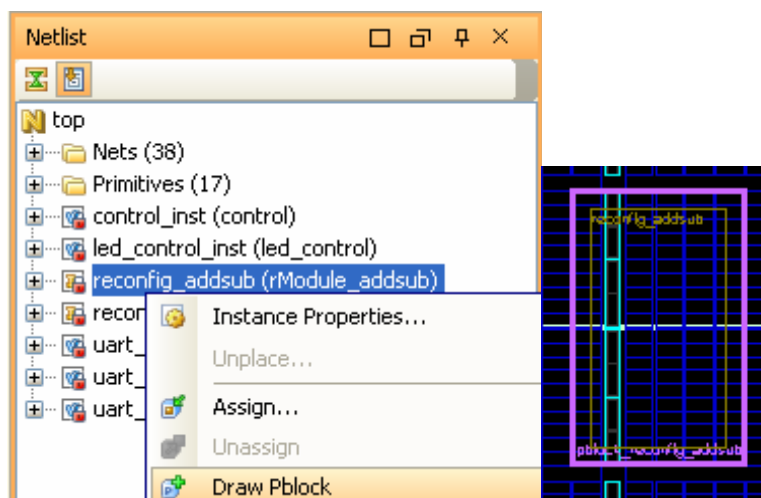 Netlist
top
Nets (38)
Primitives (17)
control_inst (control)
led_control_inst (led_control)
reconfig_addsub (rModule_addsub)
recon
uart_
uart_
uart_
Instance Properties...
Unplace...
Assign...
Unassign
Draw Pblock
reconfig_addsub
pblock_reconfig_addsub